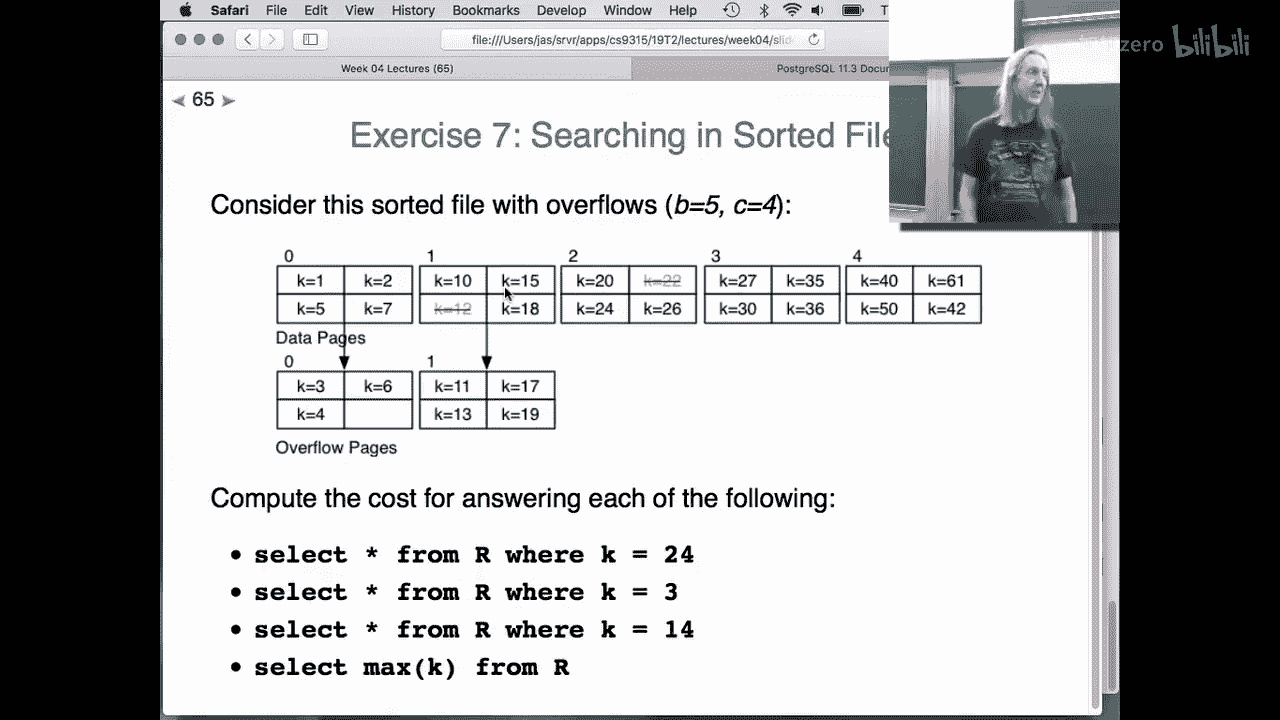 Safari File Edit View History Bookmarks Develop Window Help
zero bilibili
file:///Users/jas/srvr/apps/cs9315/19T2/lectures/week04/slid
Week 04 Lectures (65)
PostgreSQL 11.3 Docu
65
Exercise 7: Searching in Sorted File
Consider this sorted file with overflows (b=5, c=4):
0 1 2 3 4
k=1 k=2 k=10 k=15 k=20 k=22 k=27 k=35 k=40 k=61
k=5 k=7 k=12 k=18 k=24 k=26 k=30 k=36 k=50 k=42
Data Pages
0 1
k=3 k=6 k=11 k=17
k=4 k=13 k=19
Overflow Pages
Compute the cost for answering each of the following:
• select * from R where k = 24
• select * from R where k = 3
• select * from R where k = 14
• select max(k) from R